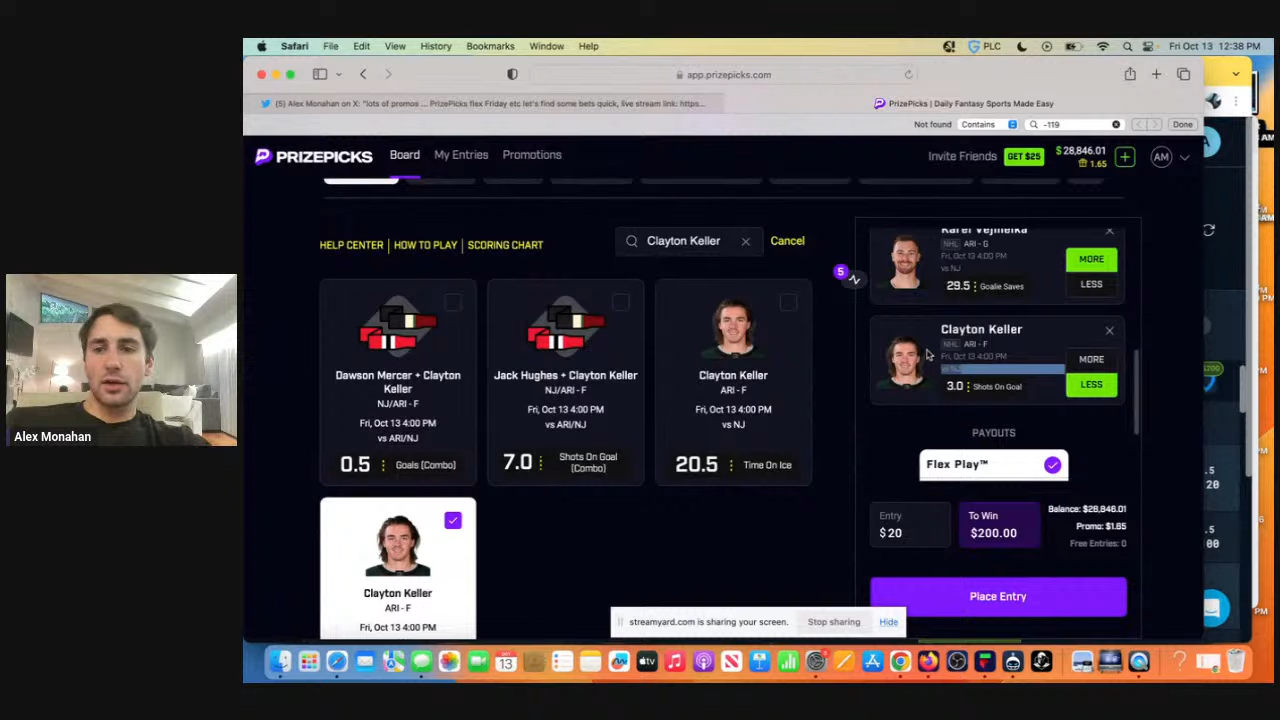 Safari File Edit View History Bookmarks Window Help
PLC
Fri Oct 13 12:38 PM
app.prizepicks.com
(5) Alex Monahan on X: "lots of promos ... PrizePicks flex Friday etc let's find some bets quick, live stream link: https...
PrizePicks | Daily Fantasy Sports Made Easy
Not found Contains -119 Done
PRIZEPICKS Board My Entries Promotions
Invite Friends GET $25 $28,846.01
1.65
AM
HELP CENTER | HOW TO PLAY | SCORING CHART
Clayton Keller Cancel
Dawson Mercer + Clayton
Keller
NJ/ARI - F
Fri, Oct 13 4:00 PM
vs ARI/NJ
0.5 Goals (Combo)
Jack Hughes + Clayton Keller
NJ/ARI - F
Fri, Oct 13 4:00 PM
vs ARI/NJ
7.0 Shots On Goal
(Combo)
Clayton Keller
ARI - F
Fri, Oct 13 4:00 PM
vs NJ
20.5 Time On Ice
Clayton Keller
ARI - F
Fri, Oct 13 4:00 PM
5
Karel Vejmelka
NHL ARI - G
Fri, Oct 13 4:00 PM
vs NJ
29.5 Goalie Saves
MORE
LESS
Clayton Keller
NHL ARI - F
Fri, Oct 13 4:00 PM
vs NJ
3.0 Shots On Goal
MORE
LESS
PAYOUTS
Flex Play™
Entry
$20
To Win
$200.00
Balance: $28,846.01
Promo: $1.65
Free Entries: 0
Place Entry
streamyard.com is sharing your screen. Stop sharing Hide
Alex Monahan
OCT
13